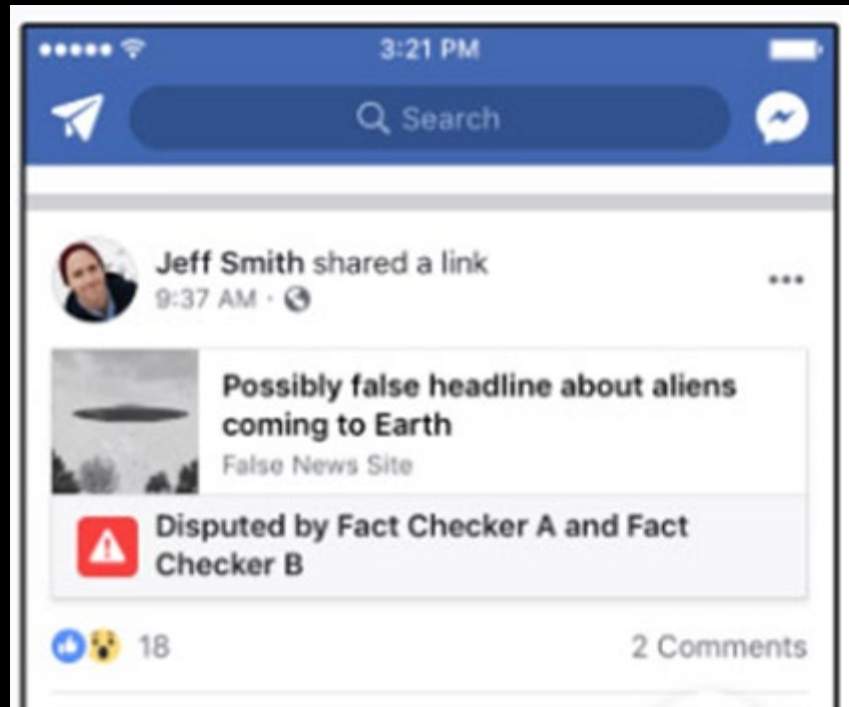 3:21 PM
Search
Jeff Smith shared a link
9:37 AM ·
Possibly false headline about aliens
coming to Earth
False News Site
Disputed by Fact Checker A and Fact
Checker B
18 2 Comments